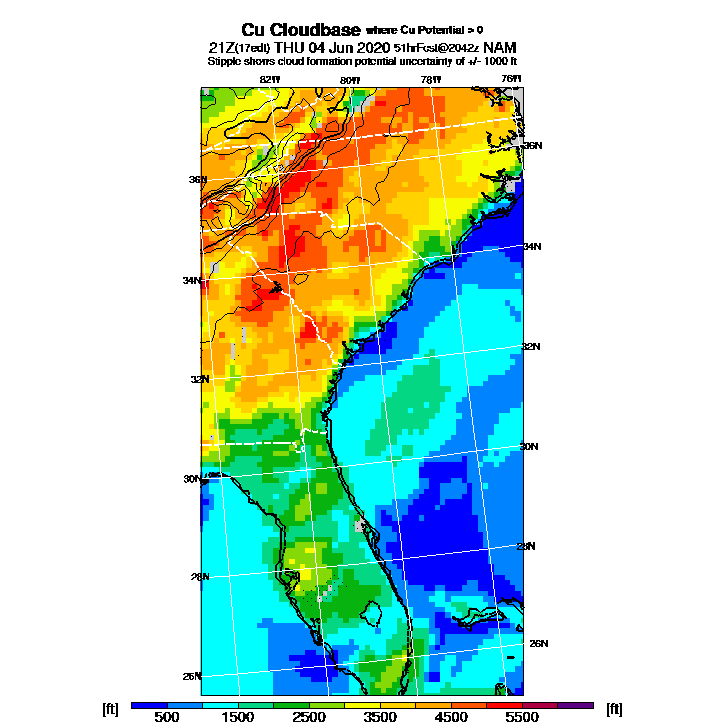 Cu Cloudbase where Cu Potential > 0
21Z(17edt) THU 04 Jun 2020 51hrFcst@2042z NAM
Stipple shows cloud formation potential uncertainty of +/- 1000 ft
82W 80W 78W 76W
36N
36N
34N
34N
32N
32N
30N
30N
28N
28N
26N
26N
[ft] 500 1500 2500 3500 4500 5500 [ft]